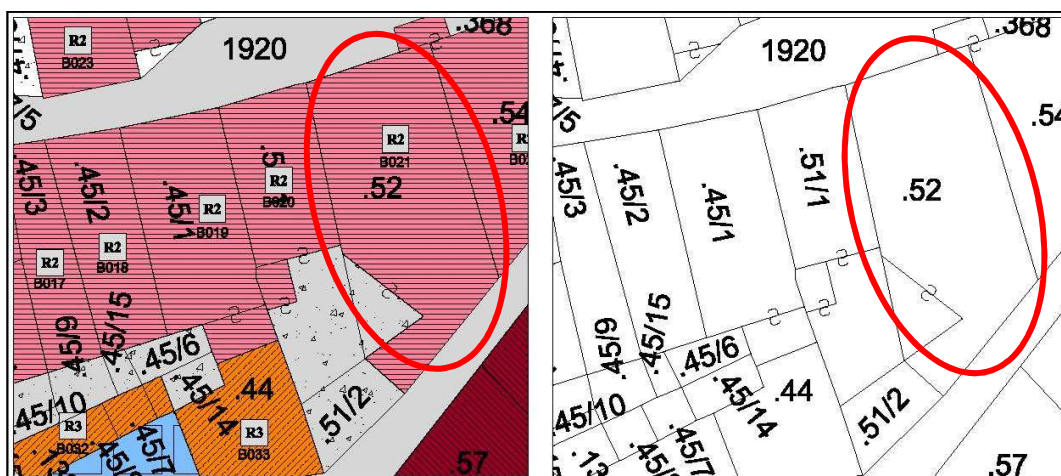 R2
B023
1920
.368
.54
R2
B021
.52
R2
B020
R2
B019
.45/1
.45/2
.45/3
R2
B018
R2
B017
.45/15
.45/9
.45/6
.45/14
.44
.45/10
R3
B032
.45/7
R3
B033
.51/2
.57
1920
.368
.54
.51/1
.52
.45/1
.45/2
.45/3
.45/15
.45/9
.45/6
.45/14
.44
.45/10
.45/7
.51/2
.57